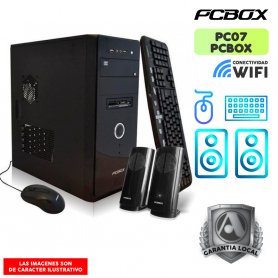 PCBOX
PC07
PCBOX
CONECTIVIDAD
WIFI
PCBOX
A
GARANTIA LOCAL
LAS IMAGENES SON
DE CARACTER ILUSTRATIVO